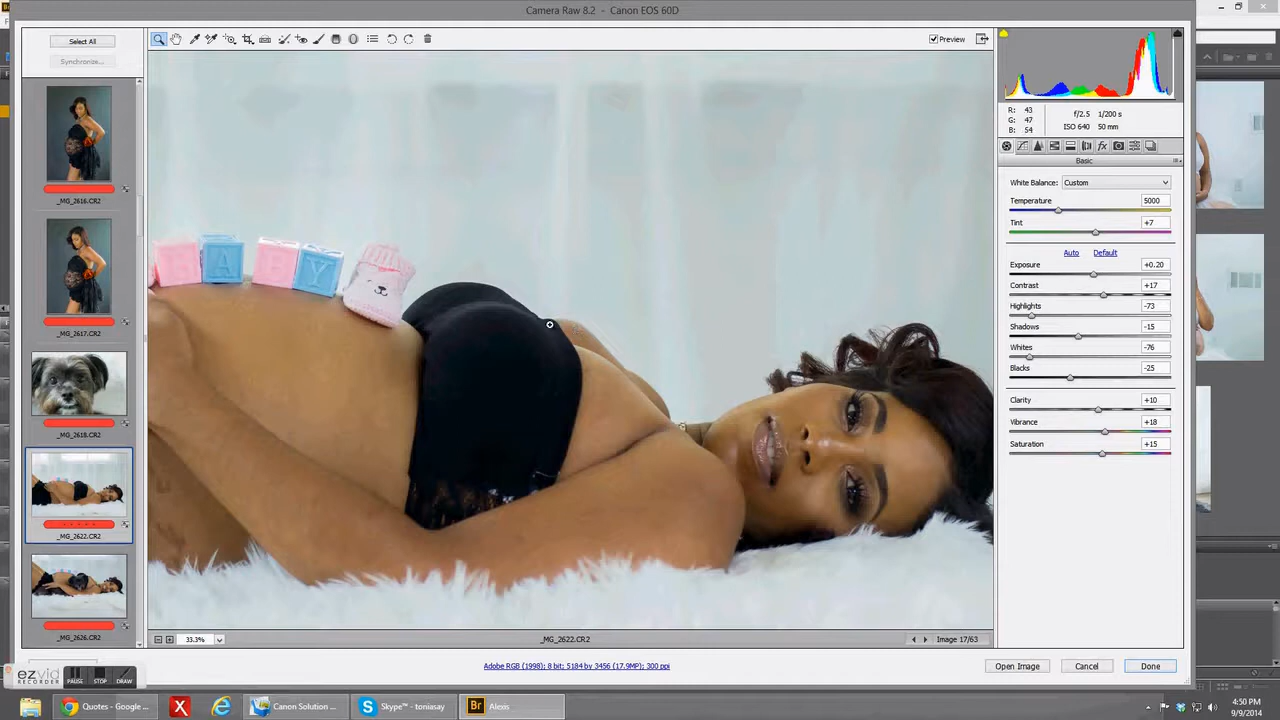 Camera Raw 8.2 - Canon EOS 60D
Select All
Synchronize...
Preview
_MG_2616.CR2
_MG_2617.CR2
_MG_2618.CR2
_MG_2622.CR2
_MG_2626.CR2
BABY
R: 43
G: 47
B: 54
f/2.5 1/200 s
ISO 640 50 mm
Basic
White Balance: Custom
Temperature 5000
Tint +7
Auto Default
Exposure +0.20
Contrast +17
Highlights -73
Shadows -15
Whites -76
Blacks -25
Clarity +10
Vibrance +18
Saturation +15
33.3%
_MG_2622.CR2
Image 17/63
Adobe RGB (1998); 8 bit; 5184 by 3456 (17.9MP); 300 ppi
Open Image
Cancel
Done
ezvid
RECORDER
PAUSE
STOP
DRAW
Quotes - Google ...
Canon Solution ...
Skype™ - toniasay
Br Alexis
4:50 PM
9/9/2014